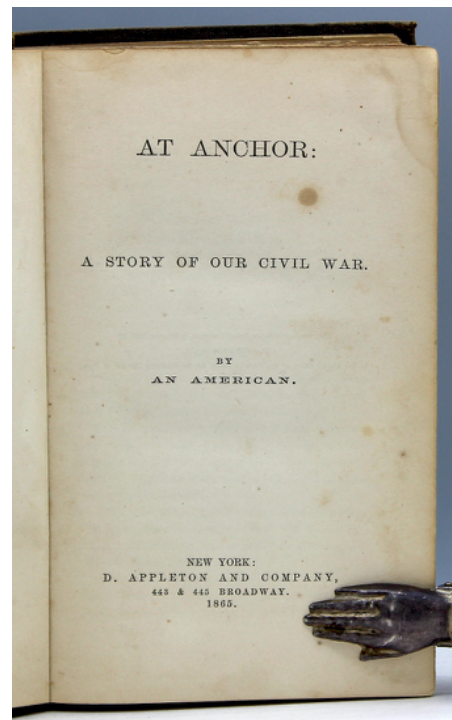 AT ANCHOR:
A STORY OF OUR CIVIL WAR.
BY
AN AMERICAN.
NEW YORK:
D. APPLETON AND COMPANY,
443 & 445 BROADWAY.
1865.